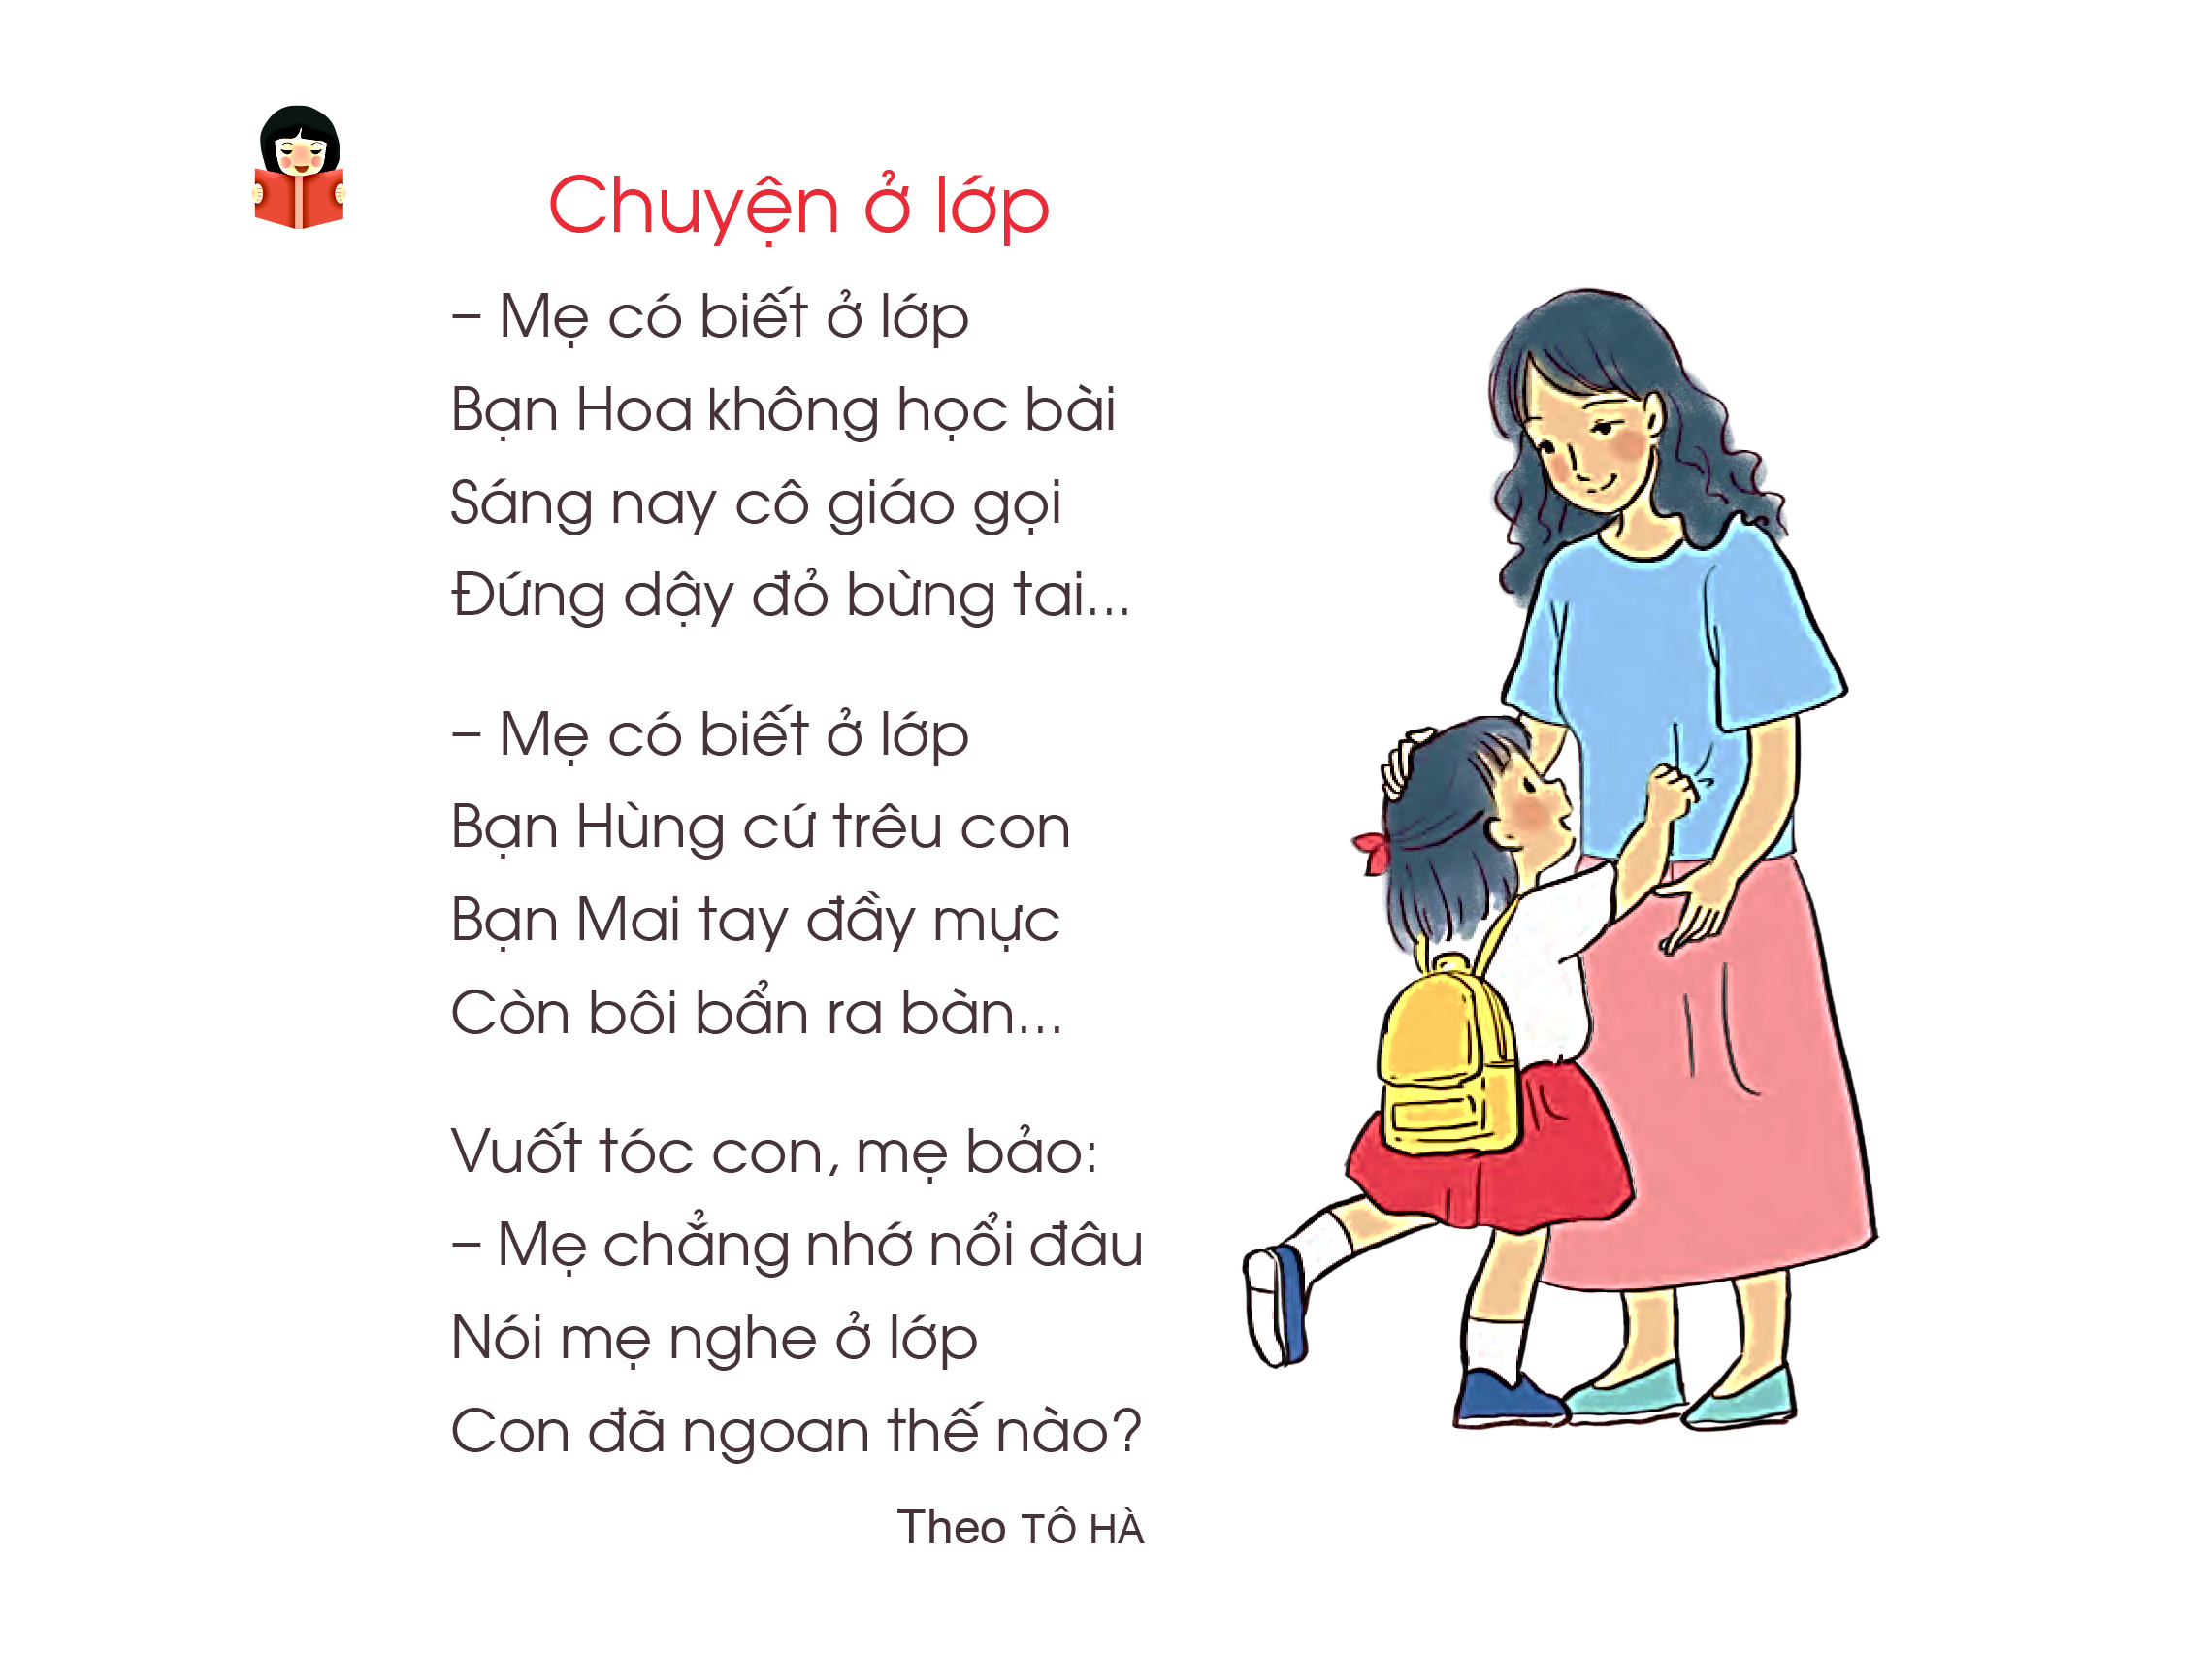 Chuyện ở lớp
– Mẹ có biết ở lớp
Bạn Hoa không học bài
Sáng nay cô giáo gọi
Đứng dậy đỏ bừng tai...
– Mẹ có biết ở lớp
Bạn Hùng cứ trêu con
Bạn Mai tay đầy mực
Còn bôi bẩn ra bàn...
Vuốt tóc con, mẹ bảo:
– Mẹ chẳng nhớ nổi đâu
Nói mẹ nghe ở lớp
Con đã ngoan thế nào?
Theo TÔ HÀ